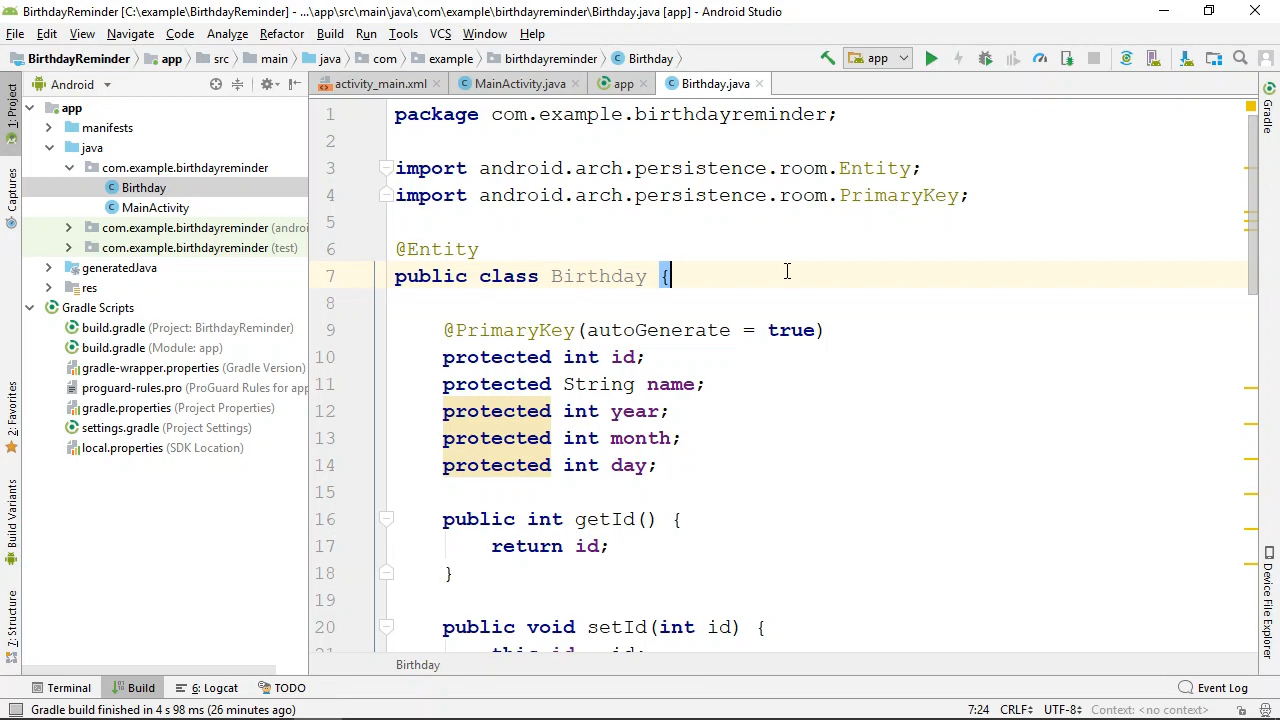 BirthdayReminder [C:\example\BirthdayReminder] - ...\app\src\main\java\com\example\birthdayreminder\Birthday.java [app] - Android Studio
File Edit View Navigate Code Analyze Refactor Build Run Tools VCS Window Help
BirthdayReminder app src main java com example birthdayreminder Birthday app
Android activity_main.xml MainActivity.java app Birthday.java
1: Project
Captures
2: Favorites
Build Variants
7: Structure
app
manifests
java
com.example.birthdayreminder
Birthday
MainActivity
com.example.birthdayreminder (androi
com.example.birthdayreminder (test)
generatedJava
res
Gradle Scripts
build.gradle (Project: BirthdayReminder)
build.gradle (Module: app)
gradle-wrapper.properties (Gradle Version)
proguard-rules.pro (ProGuard Rules for app
gradle.properties (Project Properties)
settings.gradle (Project Settings)
local.properties (SDK Location)
1 package com.example.birthdayreminder;
2
3 import android.arch.persistence.room.Entity;
4 import android.arch.persistence.room.PrimaryKey;
5
6 @Entity
7 public class Birthday {
8
9 @PrimaryKey(autoGenerate = true)
10 protected int id;
11 protected String name;
12 protected int year;
13 protected int month;
14 protected int day;
15
16 public int getId() {
17 return id;
18 }
19
20 public void setId(int id) {
21 this.id = id;
Birthday
Gradle
Device File Explorer
Terminal Build 6: Logcat TODO Event Log
Gradle build finished in 4 s 98 ms (26 minutes ago) 7:24 CRLF UTF-8 Context: <no context>